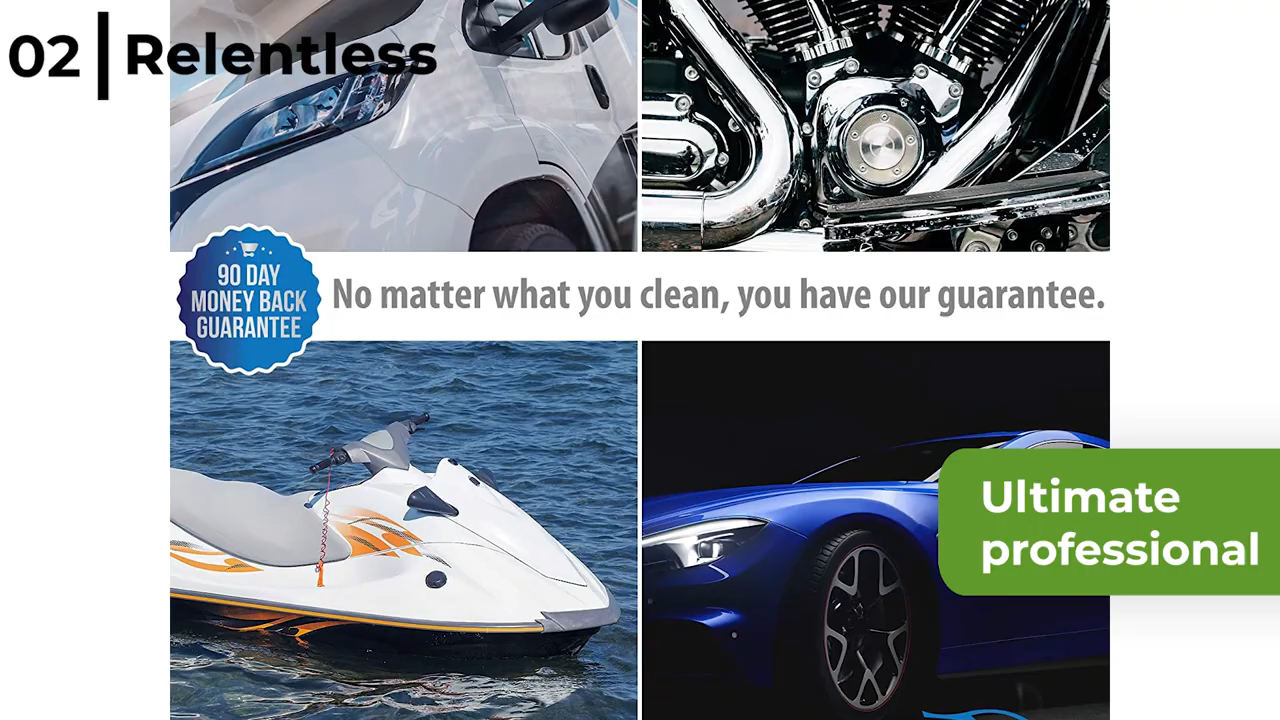 02 | Relentless
90 DAY
MONEY BACK
GUARANTEE
No matter what you clean, you have our guarantee.
Ultimate
professional